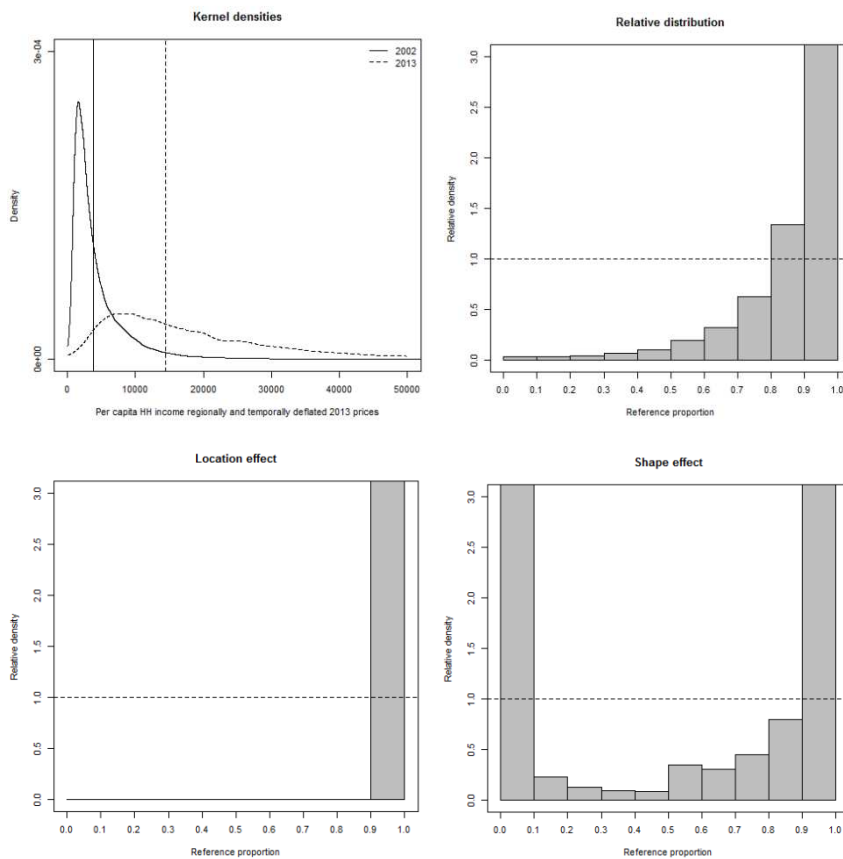 Kernel densities
3e-04
0e+00
Density
2002
2013
0 10000 20000 30000 40000 50000
Per capita HH income regionally and temporally deflated 2013 prices
Relative distribution
3.0
2.5
2.0
1.5
1.0
0.5
0.0
Relative density
0.0 0.1 0.2 0.3 0.4 0.5 0.6 0.7 0.8 0.9 1.0
Reference proportion
Location effect
3.0
2.5
2.0
1.5
1.0
0.5
0.0
Relative density
0.0 0.1 0.2 0.3 0.4 0.5 0.6 0.7 0.8 0.9 1.0
Reference proportion
Shape effect
3.0
2.5
2.0
1.5
1.0
0.5
0.0
Relative density
0.0 0.1 0.2 0.3 0.4 0.5 0.6 0.7 0.8 0.9 1.0
Reference proportion